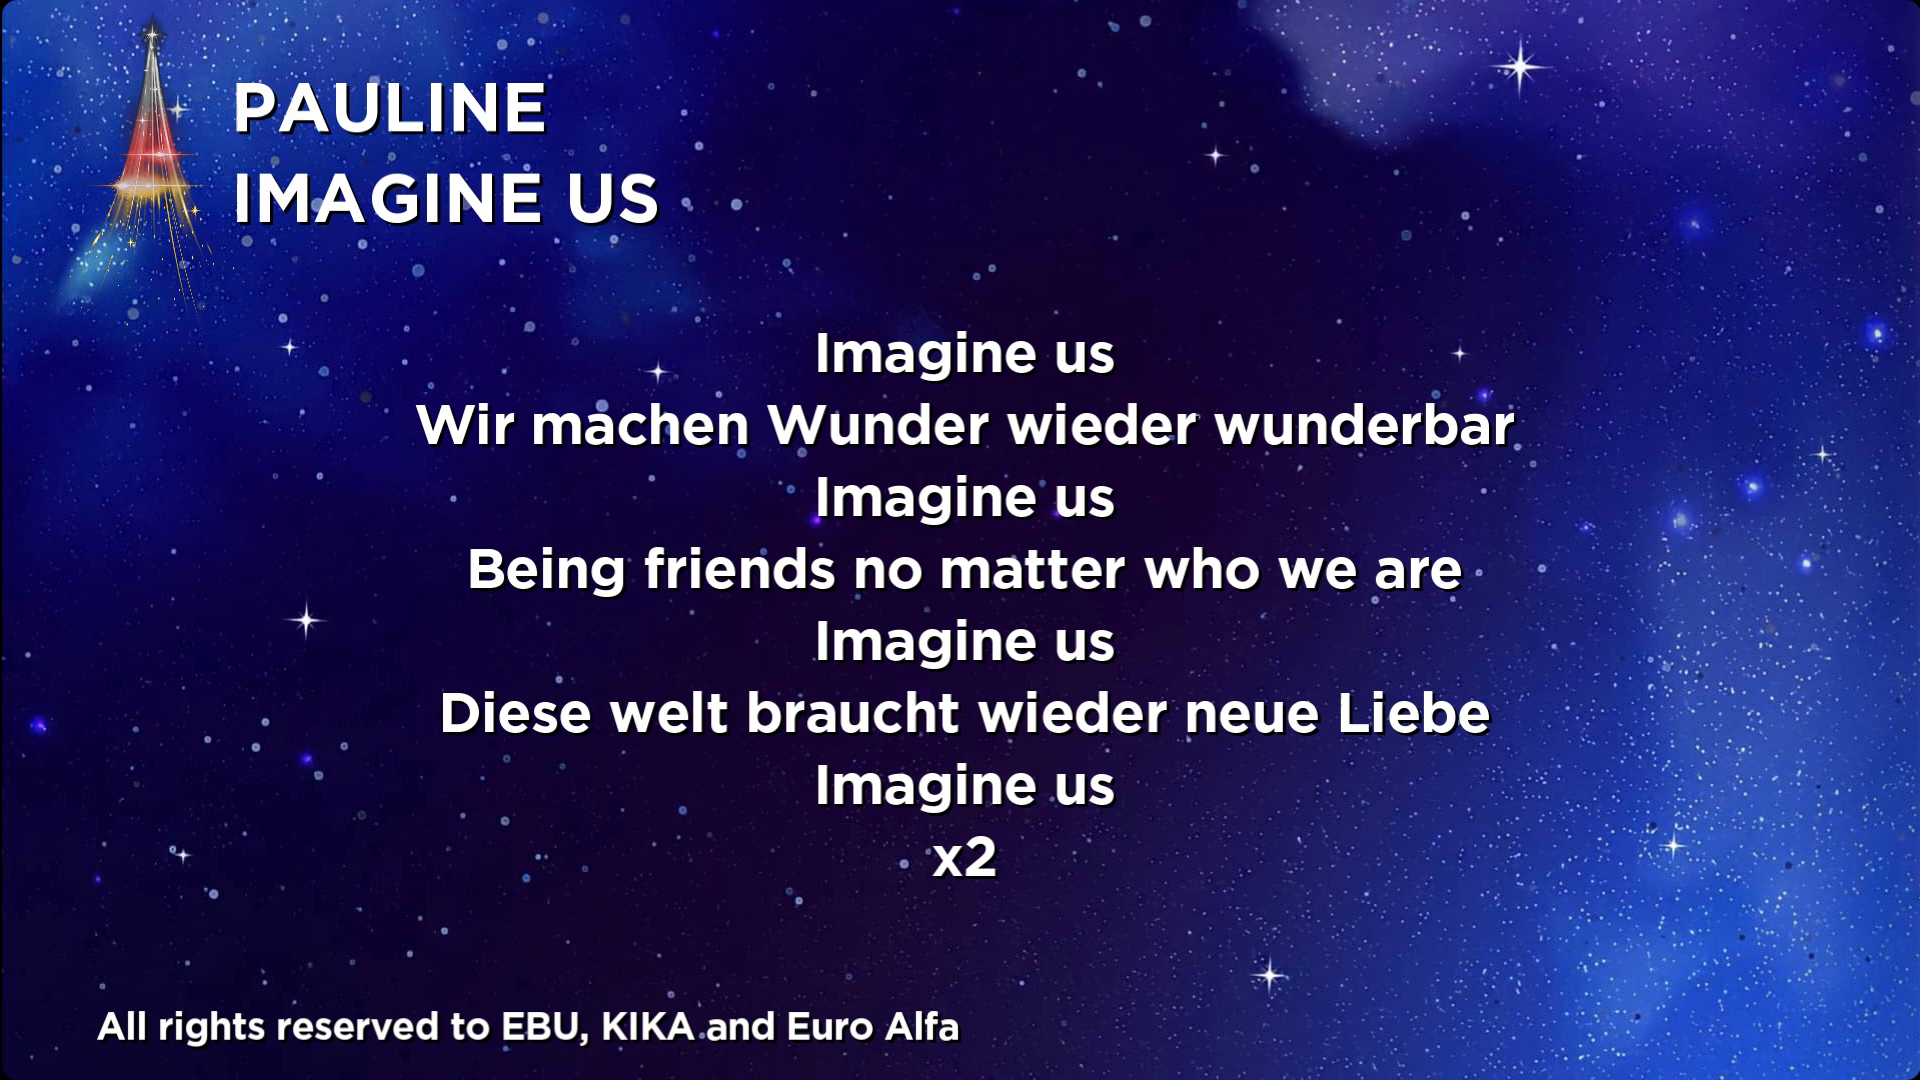 PAULINE
IMAGINE US
Imagine us
Wir machen Wunder wieder wunderbar
Imagine us
Being friends no matter who we are
Imagine us
Diese welt braucht wieder neue Liebe
Imagine us
x2
All rights reserved to EBU, KIKA and Euro Alfa